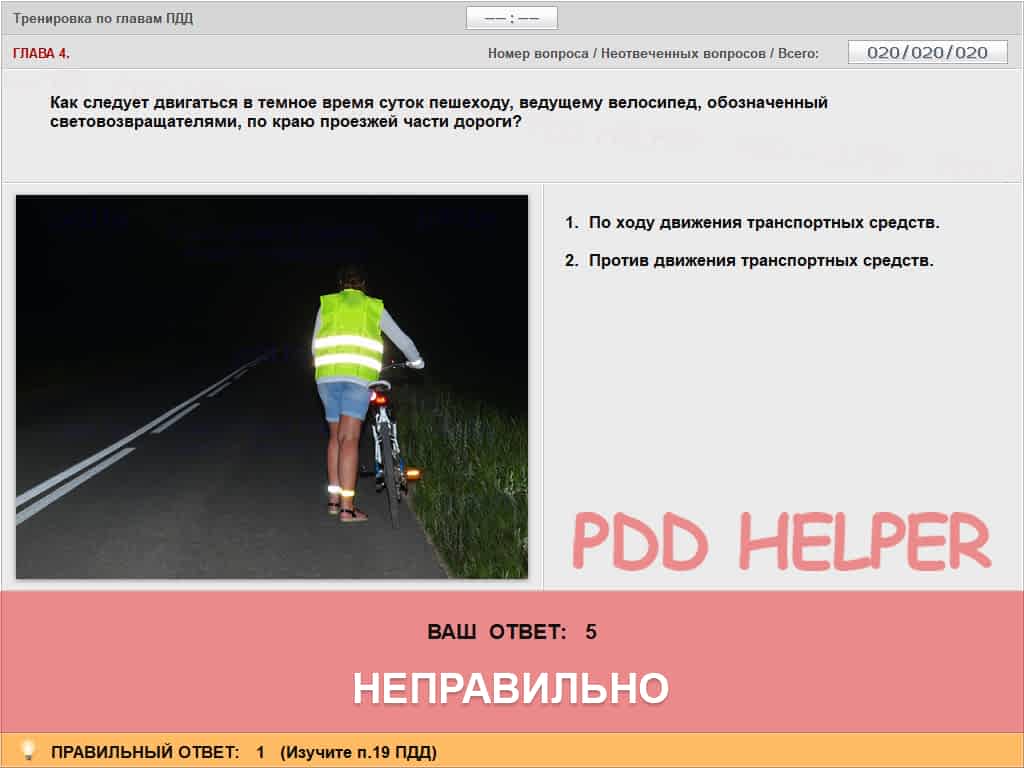 Тренировка по главам ПДД
−− : −−
ГЛАВА 4.
Номер вопроса / Неотвеченных вопросов / Всего:
020/020/020
Как следует двигаться в темное время суток пешеходу, ведущему велосипед, обозначенный
световозвращателями, по краю проезжей части дороги?
1. По ходу движения транспортных средств.
2. Против движения транспортных средств.
PDD HELPER
ВАШ ОТВЕТ: 5
НЕПРАВИЛЬНО
ПРАВИЛЬНЫЙ ОТВЕТ: 1 (Изучите п.19 ПДД)